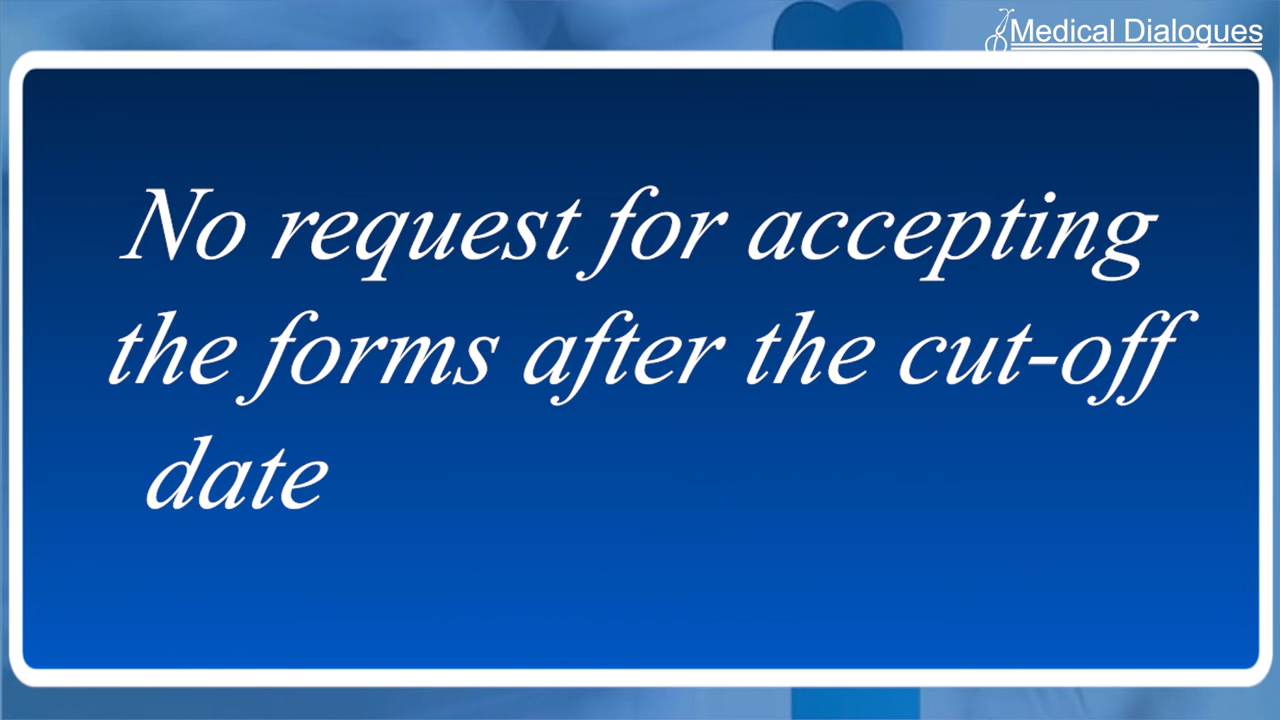 Medical Dialogues
No request for accepting
the forms after the cut-off
date